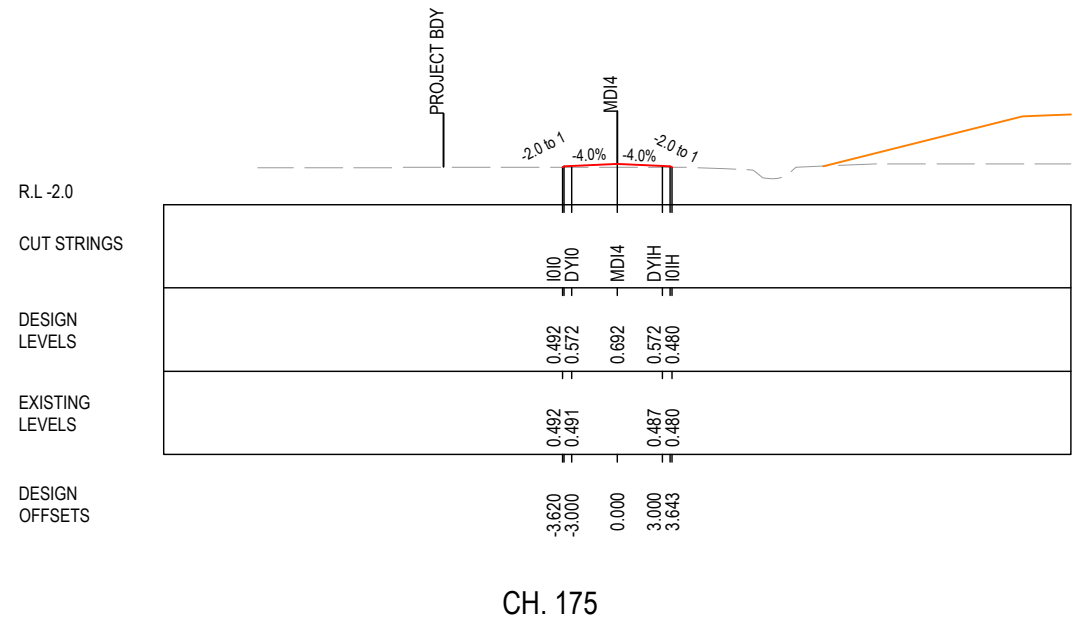 PROJECT BDY
MDI4
-2.0 to 1
-4.0%
-4.0%
-2.0 to 1
R.L -2.0
CUT STRINGS
I0I0
DYI0
MDI4
DYIH
I0IH
DESIGN
LEVELS
0.492
0.572
0.692
0.572
0.480
EXISTING
LEVELS
0.492
0.491
0.487
0.480
DESIGN
OFFSETS
-3.620
-3.000
0.000
3.000
3.643
CH. 175